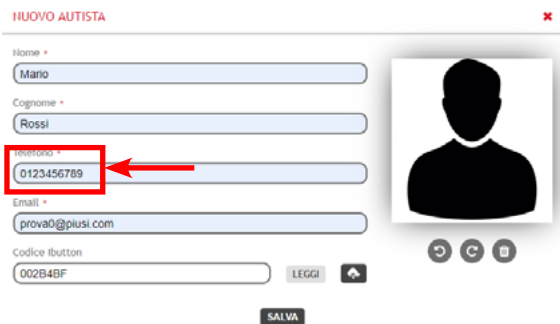 NUOVO AUTISTA
Nome *
Mario
Cognome *
Rossi
Telefono *
0123456789
Email *
prova0@piusi.com
Codice Ibutton
002B4BF
LEGGI
SALVA